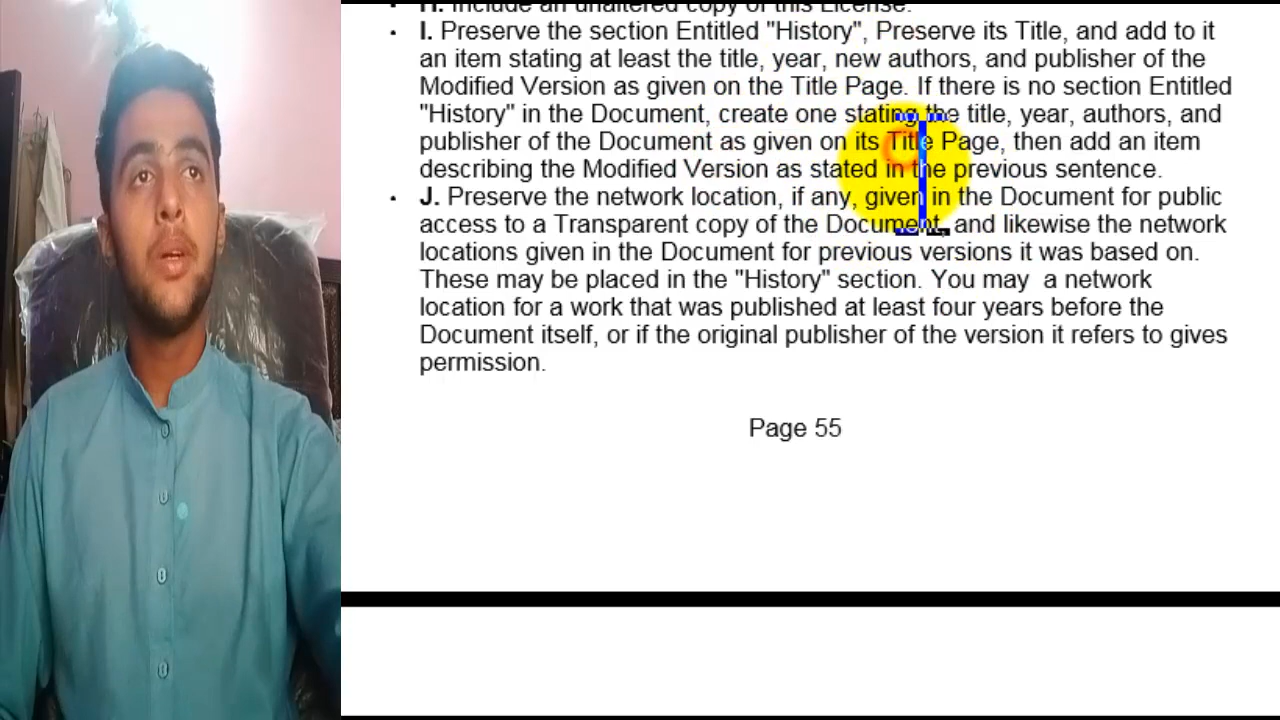 H. Include an unaltered copy of this License.
• I. Preserve the section Entitled "History", Preserve its Title, and add to it
an item stating at least the title, year, new authors, and publisher of the
Modified Version as given on the Title Page. If there is no section Entitled
"History" in the Document, create one stating the title, year, authors, and
publisher of the Document as given on its Title Page, then add an item
describing the Modified Version as stated in the previous sentence.
• J. Preserve the network location, if any, given in the Document for public
access to a Transparent copy of the Document, and likewise the network
locations given in the Document for previous versions it was based on.
These may be placed in the "History" section. You may a network
location for a work that was published at least four years before the
Document itself, or if the original publisher of the version it refers to gives
permission.
Page 55